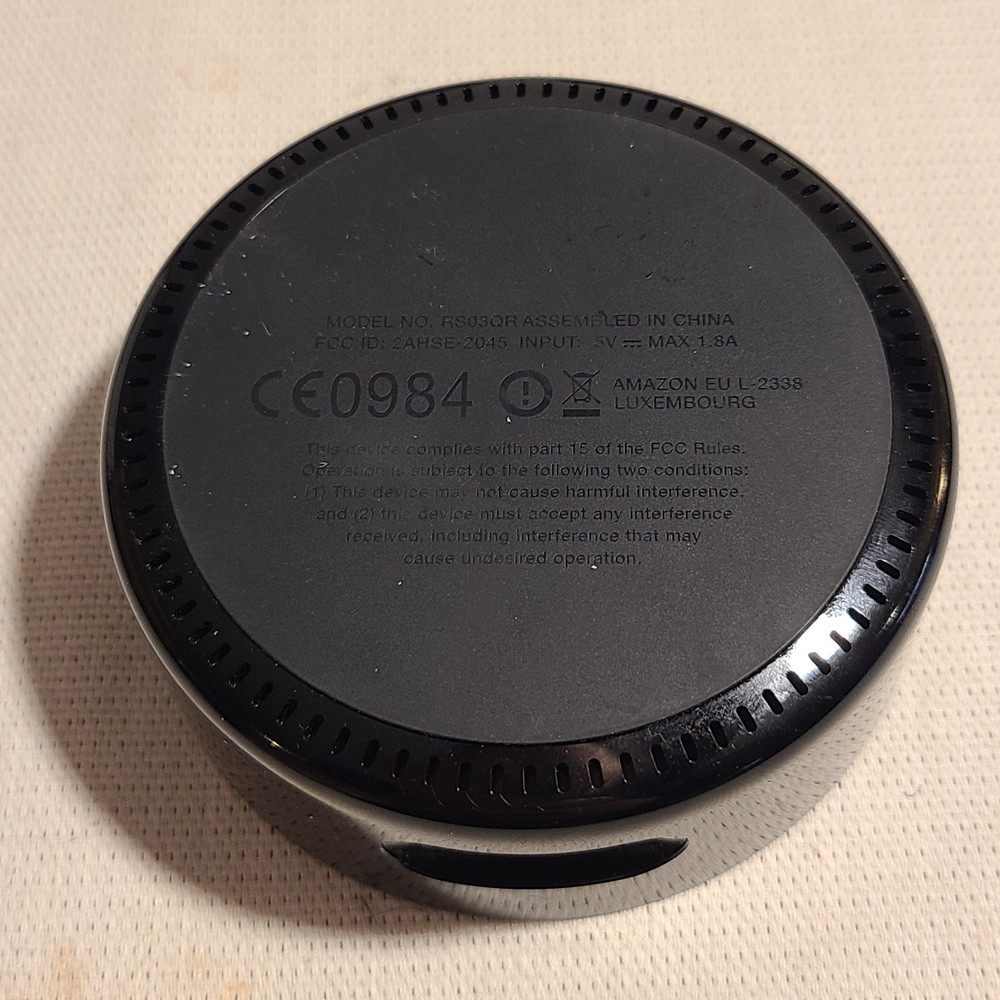 MODEL NO. RS03QR ASSEMBLED IN CHINA
FCC ID: 2AHSE-2045 INPUT: 5V ⎓ MAX 1.8A
CE0984 AMAZON EU L-2338
LUXEMBOURG
This device complies with part 15 of the FCC Rules.
Operation is subject to the following two conditions:
(1) This device may not cause harmful interference,
and (2) this device must accept any interference
received, including interference that may
cause undesired operation.